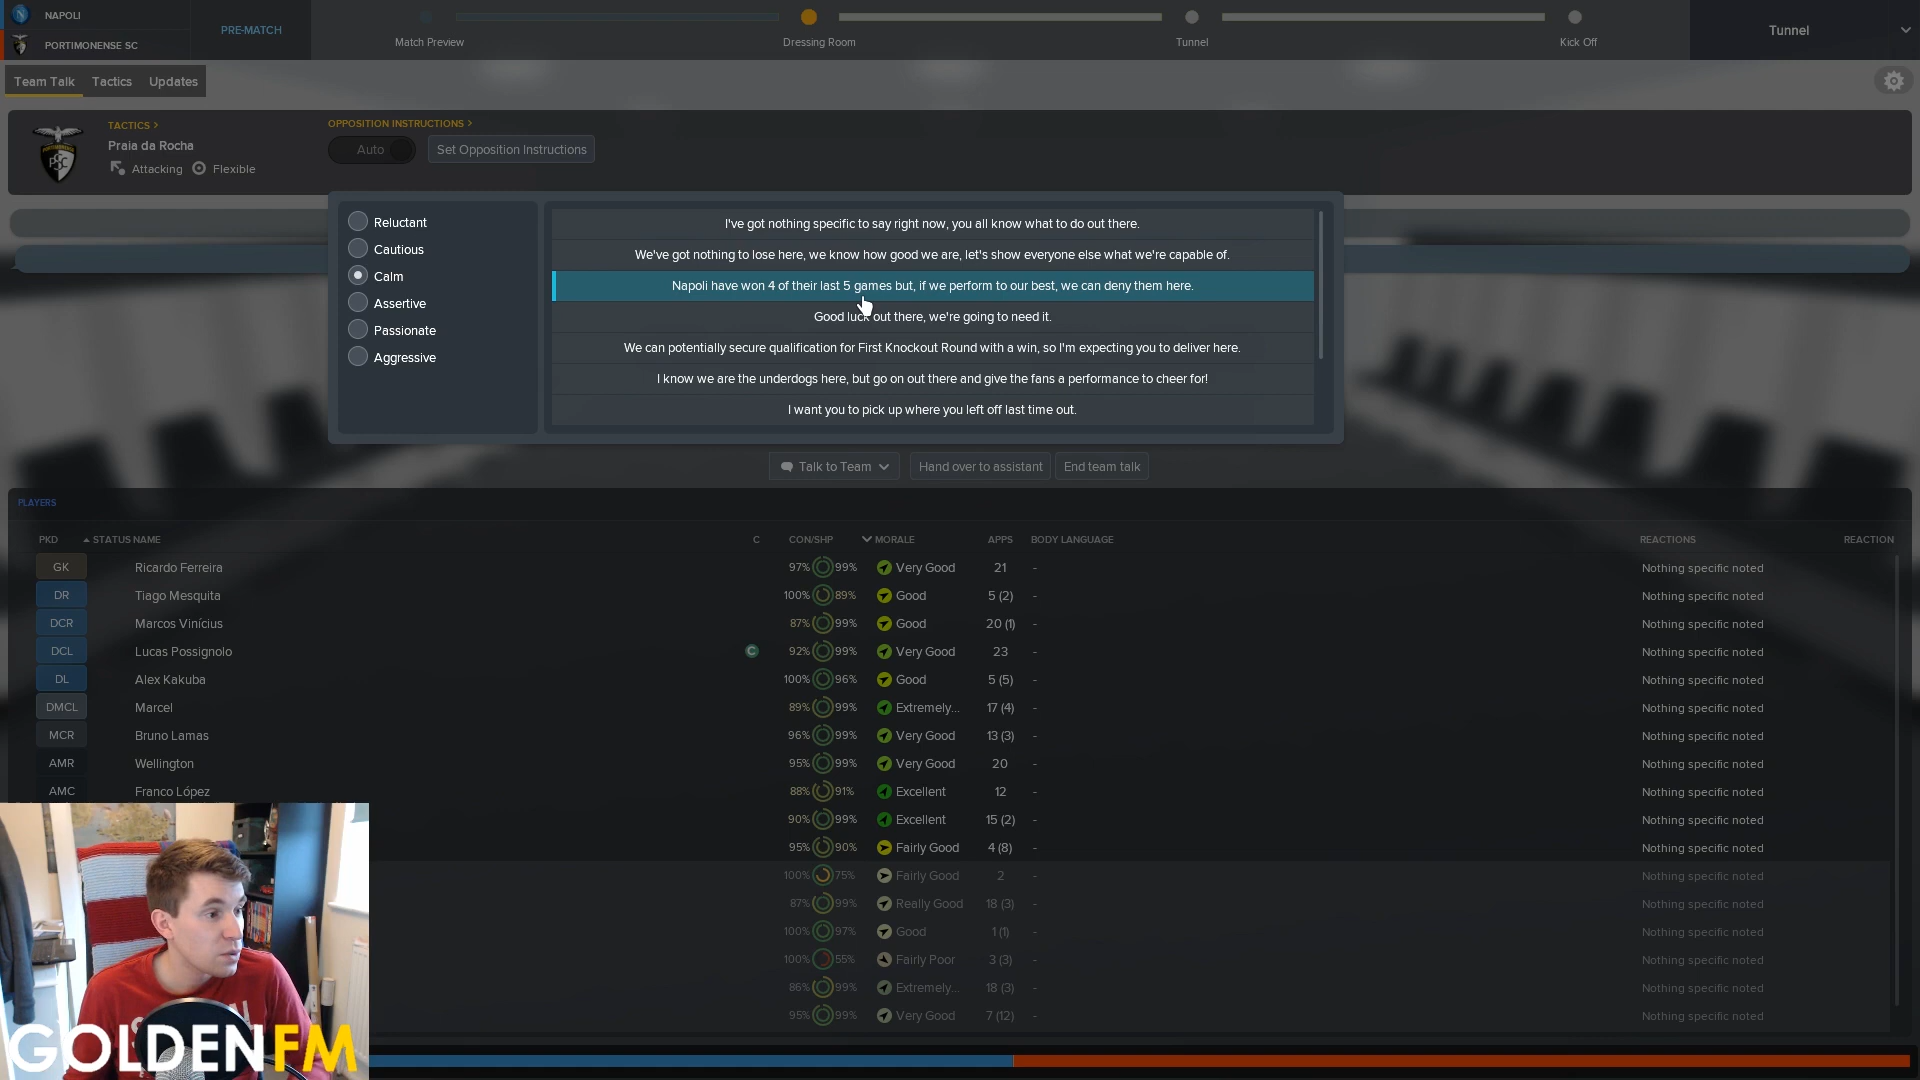 NAPOLI
PORTIMONENSE SC
PRE-MATCH
Match Preview
Dressing Room
Tunnel
Kick Off
Tunnel
Team Talk Tactics Updates
TACTICS >
Praia da Rocha
Attacking Flexible
OPPOSITION INSTRUCTIONS >
Auto Set Opposition Instructions
Reluctant
Cautious
Calm
Assertive
Passionate
Aggressive
I've got nothing specific to say right now, you all know what to do out there.
We've got nothing to lose here, we know how good we are, let's show everyone else what we're capable of.
Napoli have won 4 of their last 5 games but, if we perform to our best, we can deny them here.
Good luck out there, we're going to need it.
We can potentially secure qualification for First Knockout Round with a win, so I'm expecting you to deliver here.
I know we are the underdogs here, but go on out there and give the fans a performance to cheer for!
I want you to pick up where you left off last time out.
Talk to Team Hand over to assistant End team talk
PLAYERS
PKD STATUS NAME C CON/SHP MORALE APPS BODY LANGUAGE REACTIONS REACTION
GK Ricardo Ferreira 97% 99% Very Good 21 - Nothing specific noted
DR Tiago Mesquita 100% 89% Good 5 (2) - Nothing specific noted
DCR Marcos Vinícius 87% 99% Good 20 (1) - Nothing specific noted
DCL Lucas Possignolo C 92% 99% Very Good 23 - Nothing specific noted
DL Alex Kakuba 100% 96% Good 5 (5) - Nothing specific noted
DMCL Marcel 89% 99% Extremely... 17 (4) - Nothing specific noted
MCR Bruno Lamas 96% 99% Very Good 13 (3) - Nothing specific noted
AMR Wellington 95% 99% Very Good 20 - Nothing specific noted
AMC Franco López 88% 91% Excellent 12 - Nothing specific noted
90% 99% Excellent 15 (2) - Nothing specific noted
95% 90% Fairly Good 4 (8) - Nothing specific noted
100% 75% Fairly Good 2 - Nothing specific noted
87% 99% Really Good 18 (3) - Nothing specific noted
100% 97% Good 1 (1) - Nothing specific noted
100% 55% Fairly Poor 3 (3) - Nothing specific noted
86% 99% Extremely... 18 (3) - Nothing specific noted
95% 99% Very Good 7 (12) - Nothing specific noted
GOLDENFM